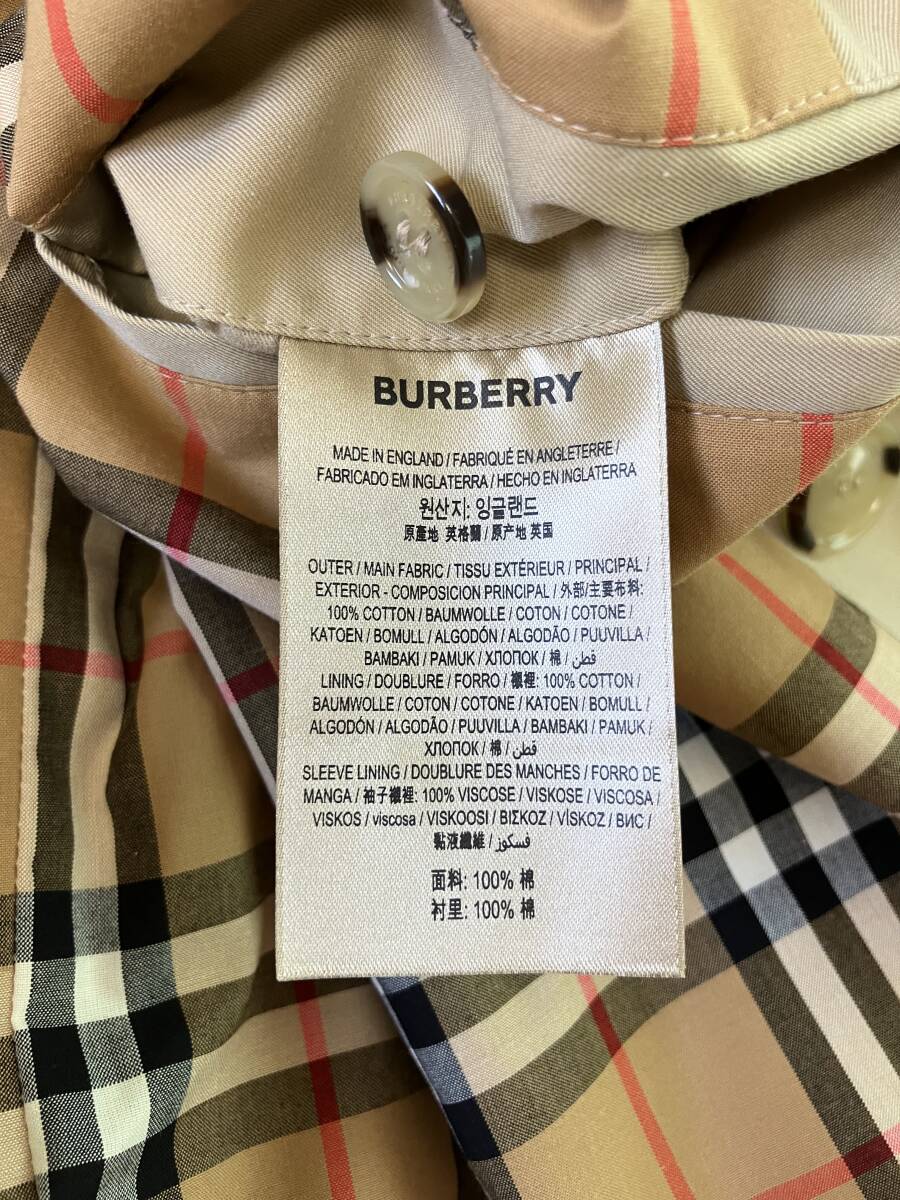 BURBERRY
MADE IN ENGLAND / FABRIQUÉ EN ANGLETERRE /
FABRICADO EM INGLATERRA / HECHO EN INGLATERRA
원산지: 잉글랜드
原產地 英格蘭 / 原产地 英国
OUTER / MAIN FABRIC / TISSU EXTÉRIEUR / PRINCIPAL /
EXTERIOR - COMPOSICION PRINCIPAL / 外部/主要布料:
100% COTTON / BAUMWOLLE / COTON / COTONE /
KATOEN / BOMULL / ALGODÓN / ALGODÃO / PUUVILLA /
BAMBAKI / PAMUK / ХЛОПОК / 棉 / قطن
LINING / DOUBLURE / FORRO / 襯裡: 100% COTTON /
BAUMWOLLE / COTON / COTONE / KATOEN / BOMULL /
ALGODÓN / ALGODÃO / PUUVILLA / BAMBAKI / PAMUK /
ХЛОПОК / 棉 / قطن
SLEEVE LINING / DOUBLURE DES MANCHES / FORRO DE
MANGA / 袖子襯裡: 100% VISCOSE / VISKOSE / VISCOSA /
VISKOS / viscosa / VISKOOSI / ΒΙΣΚΟΖ / VİSKOZ / ВИС /
黏液纖維 / فسكوز
面料: 100% 棉
衬里: 100% 棉